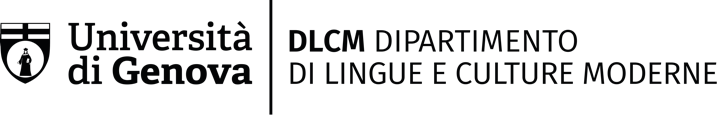 Università
di Genova
DLCM DIPARTIMENTO
DI LINGUE E CULTURE MODERNE